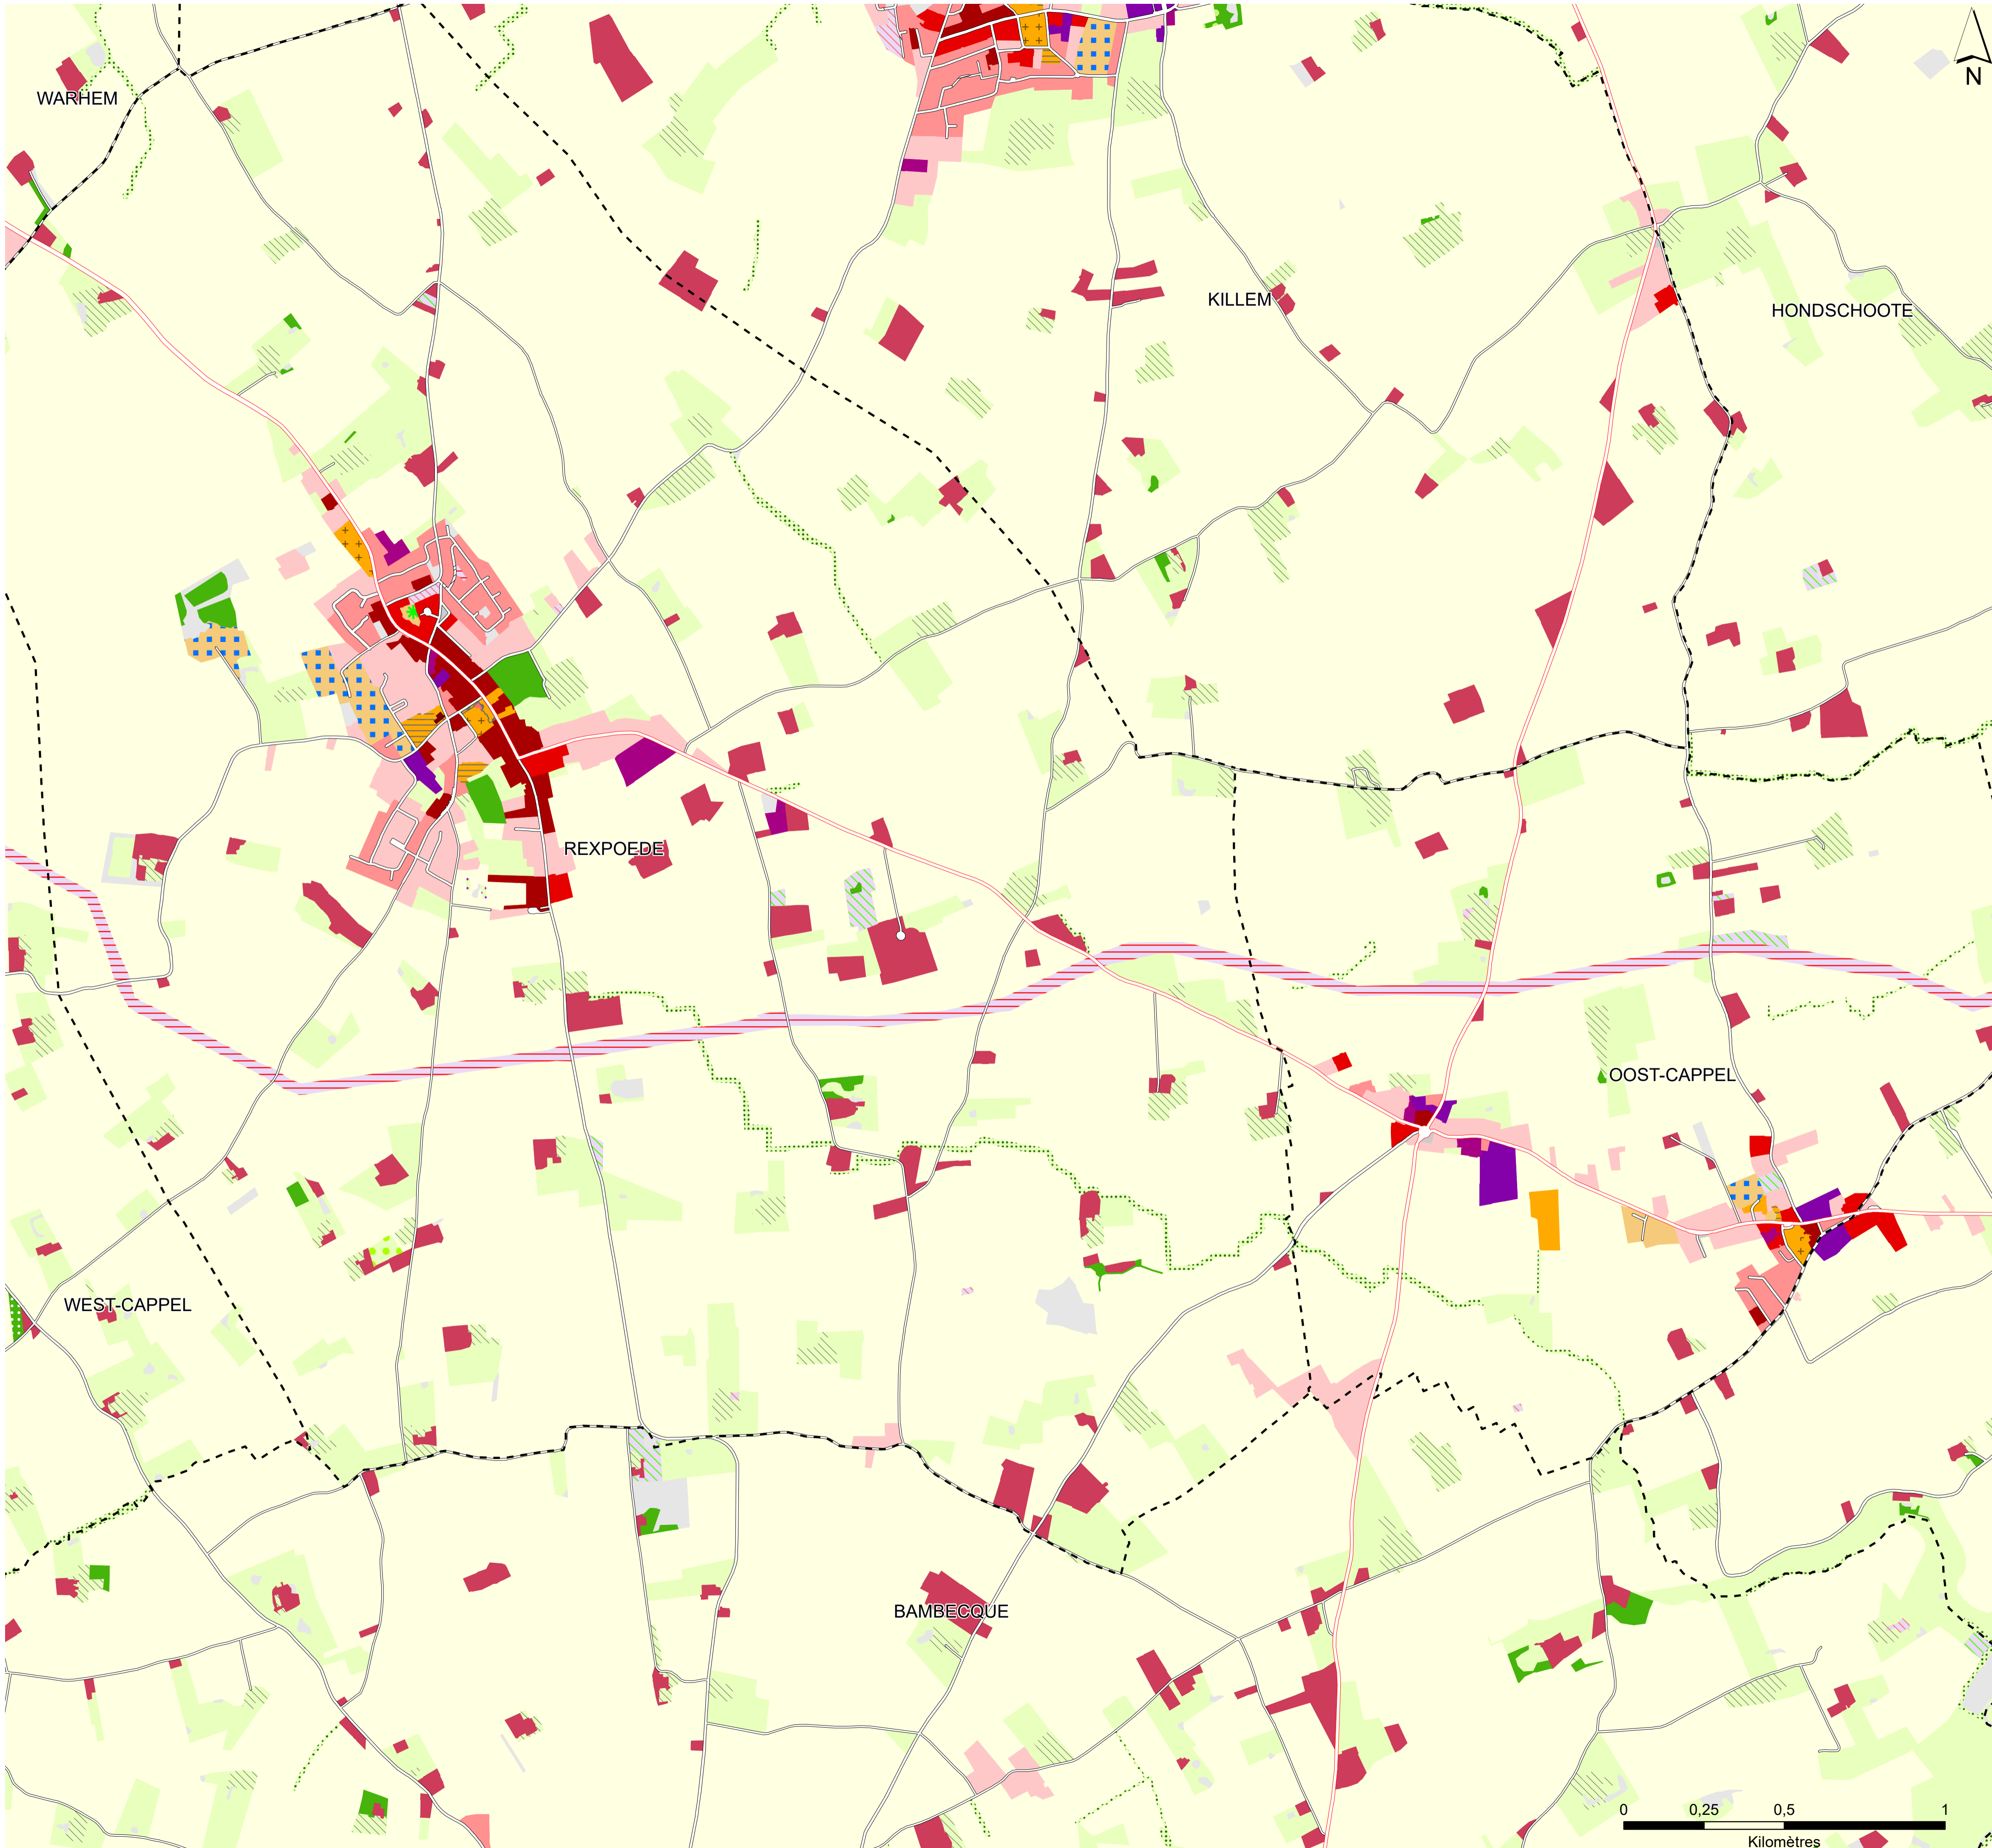 N
WARHEM
KILLEM
HONDSCHOOTE
REXPOEDE
OOST-CAPPEL
WEST-CAPPEL
BAMBECQUE
0 0,25 0,5 1
Kilomètres